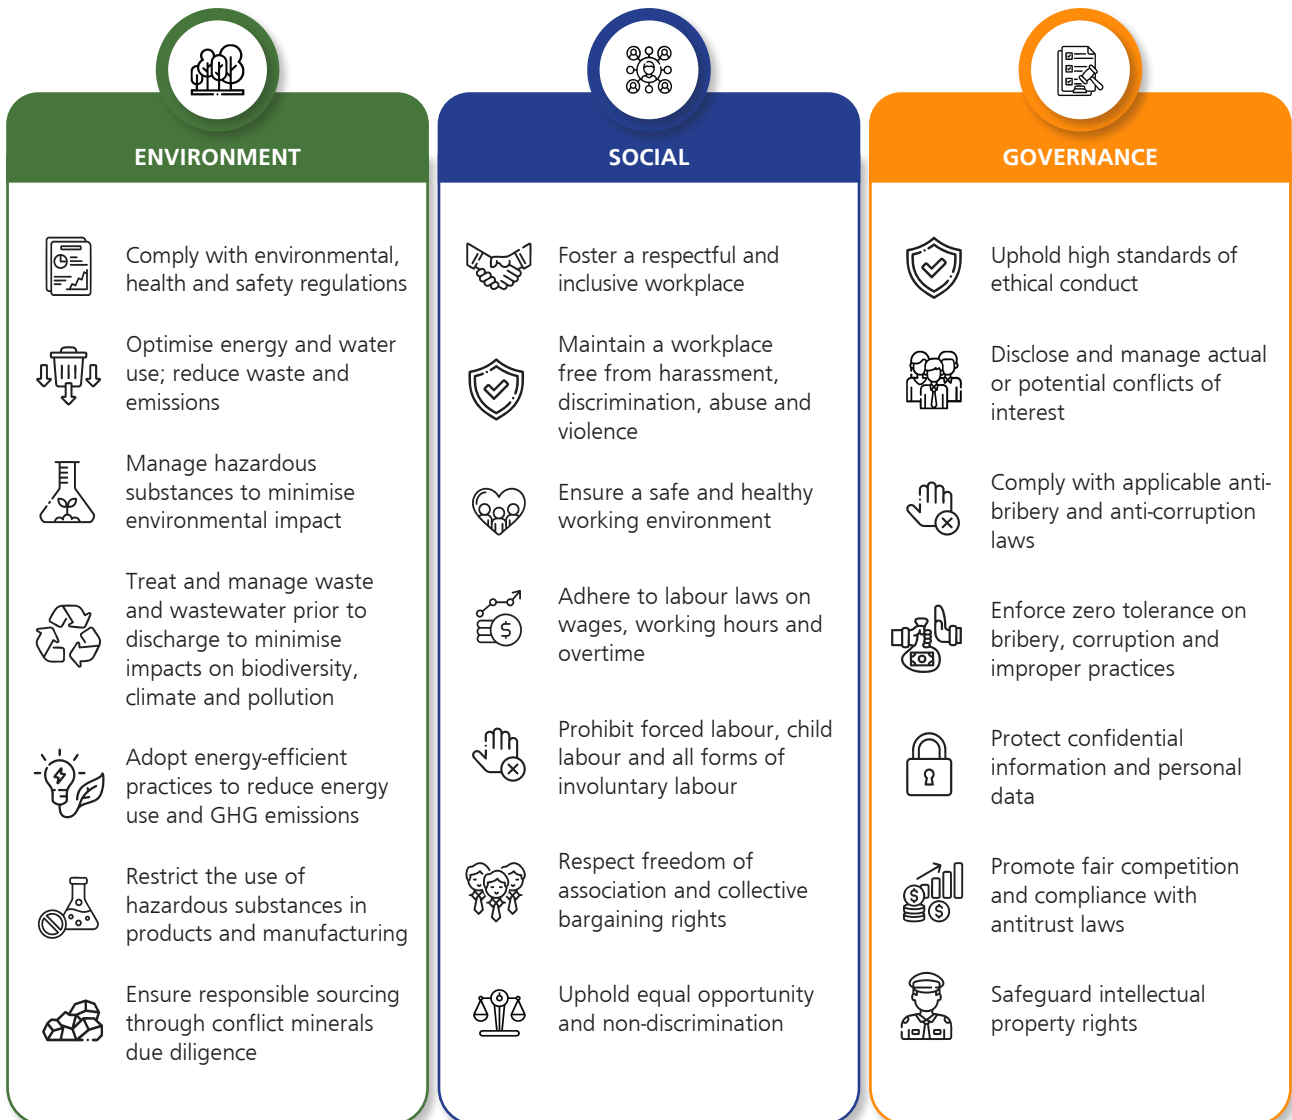 ENVIRONMENT
Comply with environmental,
health and safety regulations
Optimise energy and water
use; reduce waste and
emissions
Manage hazardous
substances to minimise
environmental impact
Treat and manage waste
and wastewater prior to
discharge to minimise
impacts on biodiversity,
climate and pollution
Adopt energy-efficient
practices to reduce energy
use and GHG emissions
Restrict the use of
hazardous substances in
products and manufacturing
Ensure responsible sourcing
through conflict minerals
due diligence
SOCIAL
Foster a respectful and
inclusive workplace
Maintain a workplace
free from harassment,
discrimination, abuse and
violence
Ensure a safe and healthy
working environment
Adhere to labour laws on
wages, working hours and
overtime
Prohibit forced labour, child
labour and all forms of
involuntary labour
Respect freedom of
association and collective
bargaining rights
Uphold equal opportunity
and non-discrimination
GOVERNANCE
Uphold high standards of
ethical conduct
Disclose and manage actual
or potential conflicts of
interest
Comply with applicable anti-
bribery and anti-corruption
laws
Enforce zero tolerance on
bribery, corruption and
improper practices
Protect confidential
information and personal
data
Promote fair competition
and compliance with
antitrust laws
Safeguard intellectual
property rights